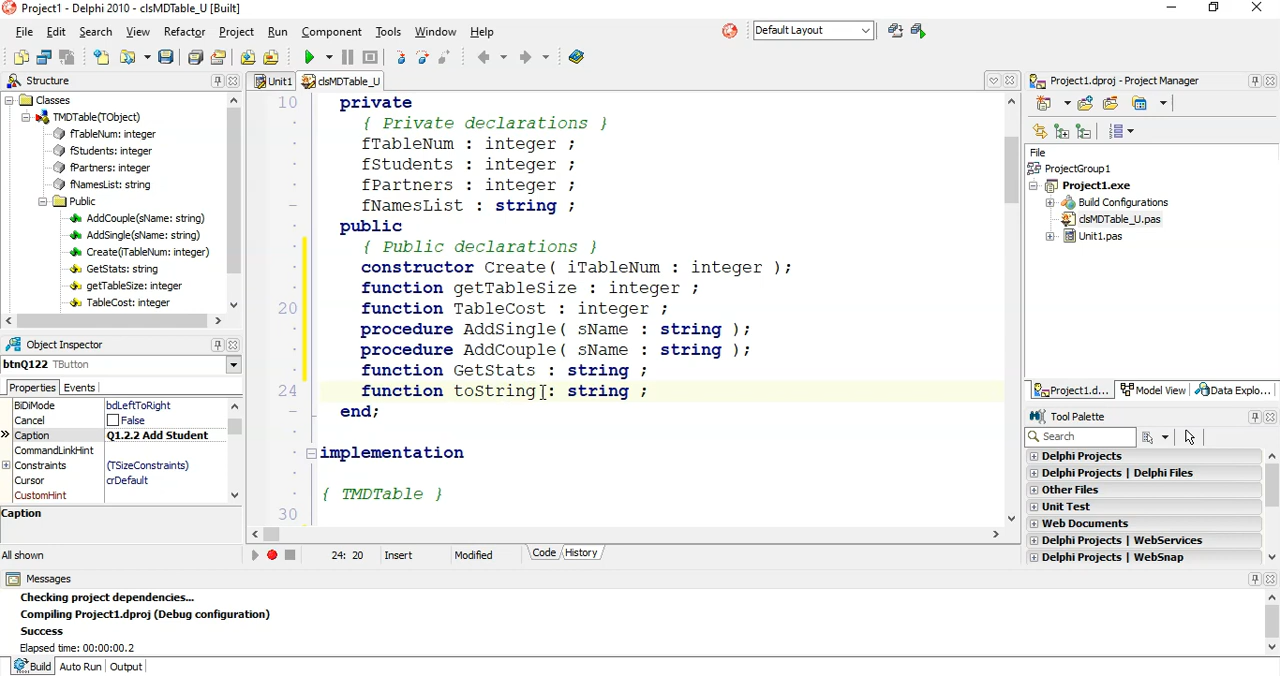 Project1 - Delphi 2010 - clsMDTable_U [Built]
File Edit Search View Refactor Project Run Component Tools Window Help
Default Layout
Structure
Classes
TMDTable(TObject)
fTableNum: integer
fStudents: integer
fPartners: integer
fNamesList: string
Public
AddCouple(sName: string)
AddSingle(sName: string)
Create(iTableNum: integer)
GetStats: string
getTableSize: integer
TableCost: integer
Object Inspector
btnQ122 TButton
Properties Events
BiDiMode bdLeftToRight
Cancel False
Caption Q1.2.2 Add Student
CommandLinkHint
Constraints (TSizeConstraints)
Cursor crDefault
CustomHint
Caption
All shown
Unit1 clsMDTable_U
10 private
{ Private declarations }
fTableNum : integer ;
fStudents : integer ;
fPartners : integer ;
fNamesList : string ;
public
{ Public declarations }
constructor Create( iTableNum : integer );
function getTableSize : integer ;
20 function TableCost : integer ;
procedure AddSingle( sName : string );
procedure AddCouple( sName : string );
function GetStats : string ;
24 function toString : string ;
end;
implementation
{ TMDTable }
30
24: 20 Insert Modified Code History
Project1.dproj - Project Manager
File
ProjectGroup1
Project1.exe
Build Configurations
clsMDTable_U.pas
Unit1.pas
Project1.d... Model View Data Explo...
Tool Palette
Search
Delphi Projects
Delphi Projects | Delphi Files
Other Files
Unit Test
Web Documents
Delphi Projects | WebServices
Delphi Projects | WebSnap
Messages
Checking project dependencies...
Compiling Project1.dproj (Debug configuration)
Success
Elapsed time: 00:00:00.2
Build Auto Run Output